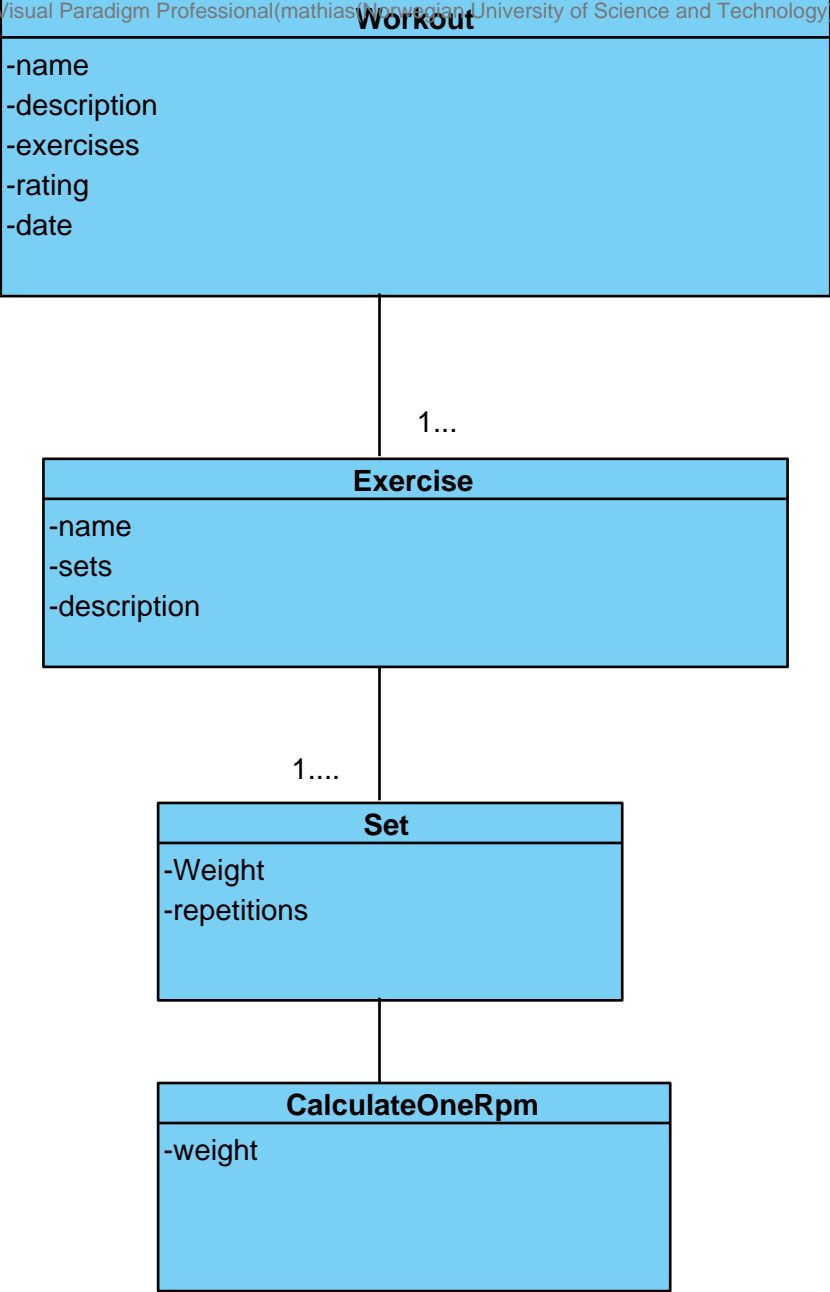 Visual Paradigm Professional(mathias(Norwegian University of Science and Technology)
Workout
-name
-description
-exercises
-rating
-date
1...
Exercise
-name
-sets
-description
1....
Set
-Weight
-repetitions
CalculateOneRpm
-weight